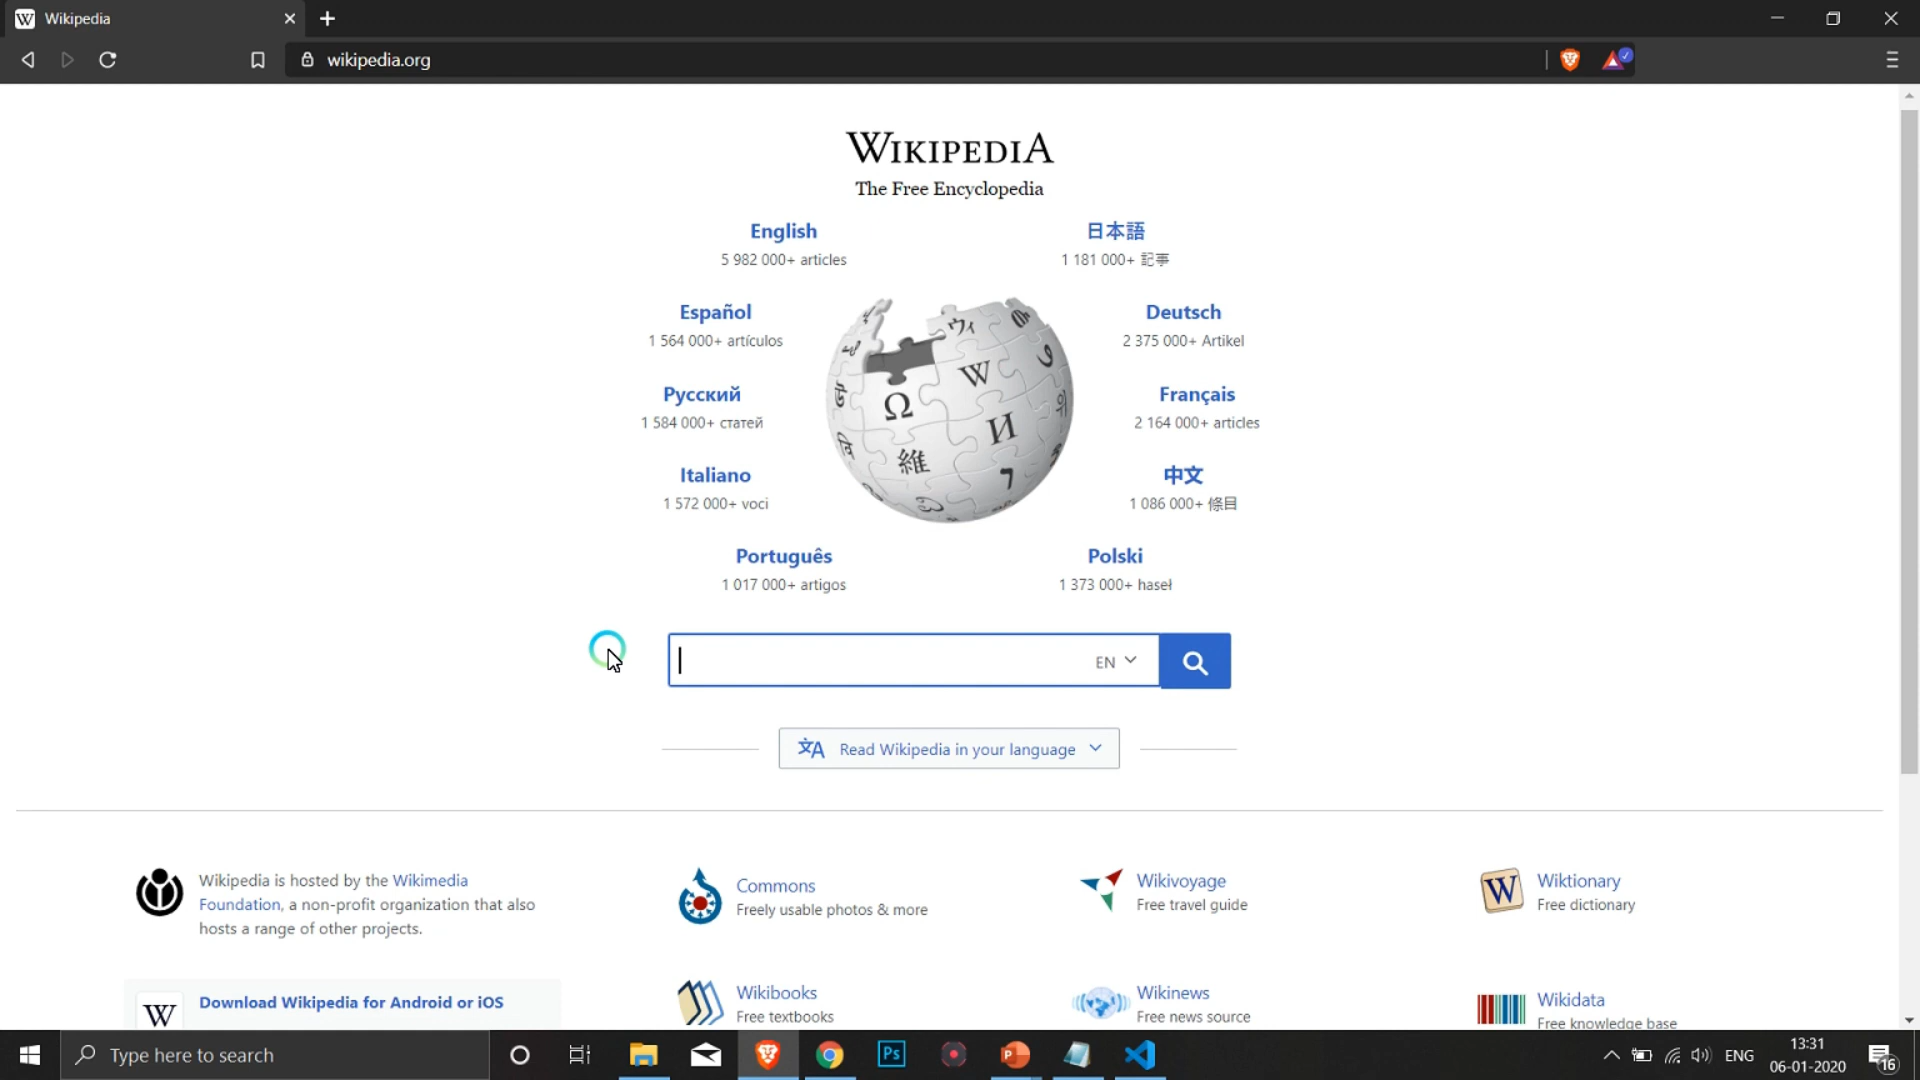 Wikipedia
wikipedia.org
WIKIPEDIA
The Free Encyclopedia
English
5 982 000+ articles
日本語
1 181 000+ 記事
Español
1 564 000+ artículos
Deutsch
2 375 000+ Artikel
Русский
1 584 000+ статей
Français
2 164 000+ articles
Italiano
1 572 000+ voci
中文
1 086 000+ 條目
Português
1 017 000+ artigos
Polski
1 373 000+ haseł
Ω
W
И
維
ウィ
EN
Read Wikipedia in your language
Wikipedia is hosted by the Wikimedia
Foundation, a non-profit organization that also
hosts a range of other projects.
Commons
Freely usable photos & more
Wikivoyage
Free travel guide
W
Wiktionary
Free dictionary
W
Download Wikipedia for Android or iOS
Wikibooks
Free textbooks
Wikinews
Free news source
Wikidata
Free knowledge base
Type here to search
Ps
ENG
13:31
06-01-2020
16